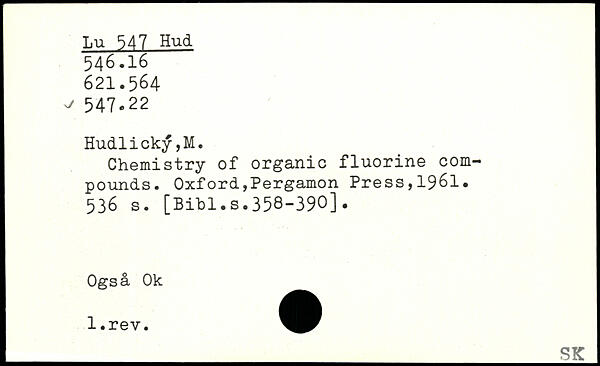 Lu 547 Hud
546.16
621.564
✓ 547.22
Hudlický,M.
Chemistry of organic fluorine com-
pounds. Oxford,Pergamon Press,1961.
536 s. [Bibl.s.358-390].
Også Ok
1.rev.
SK